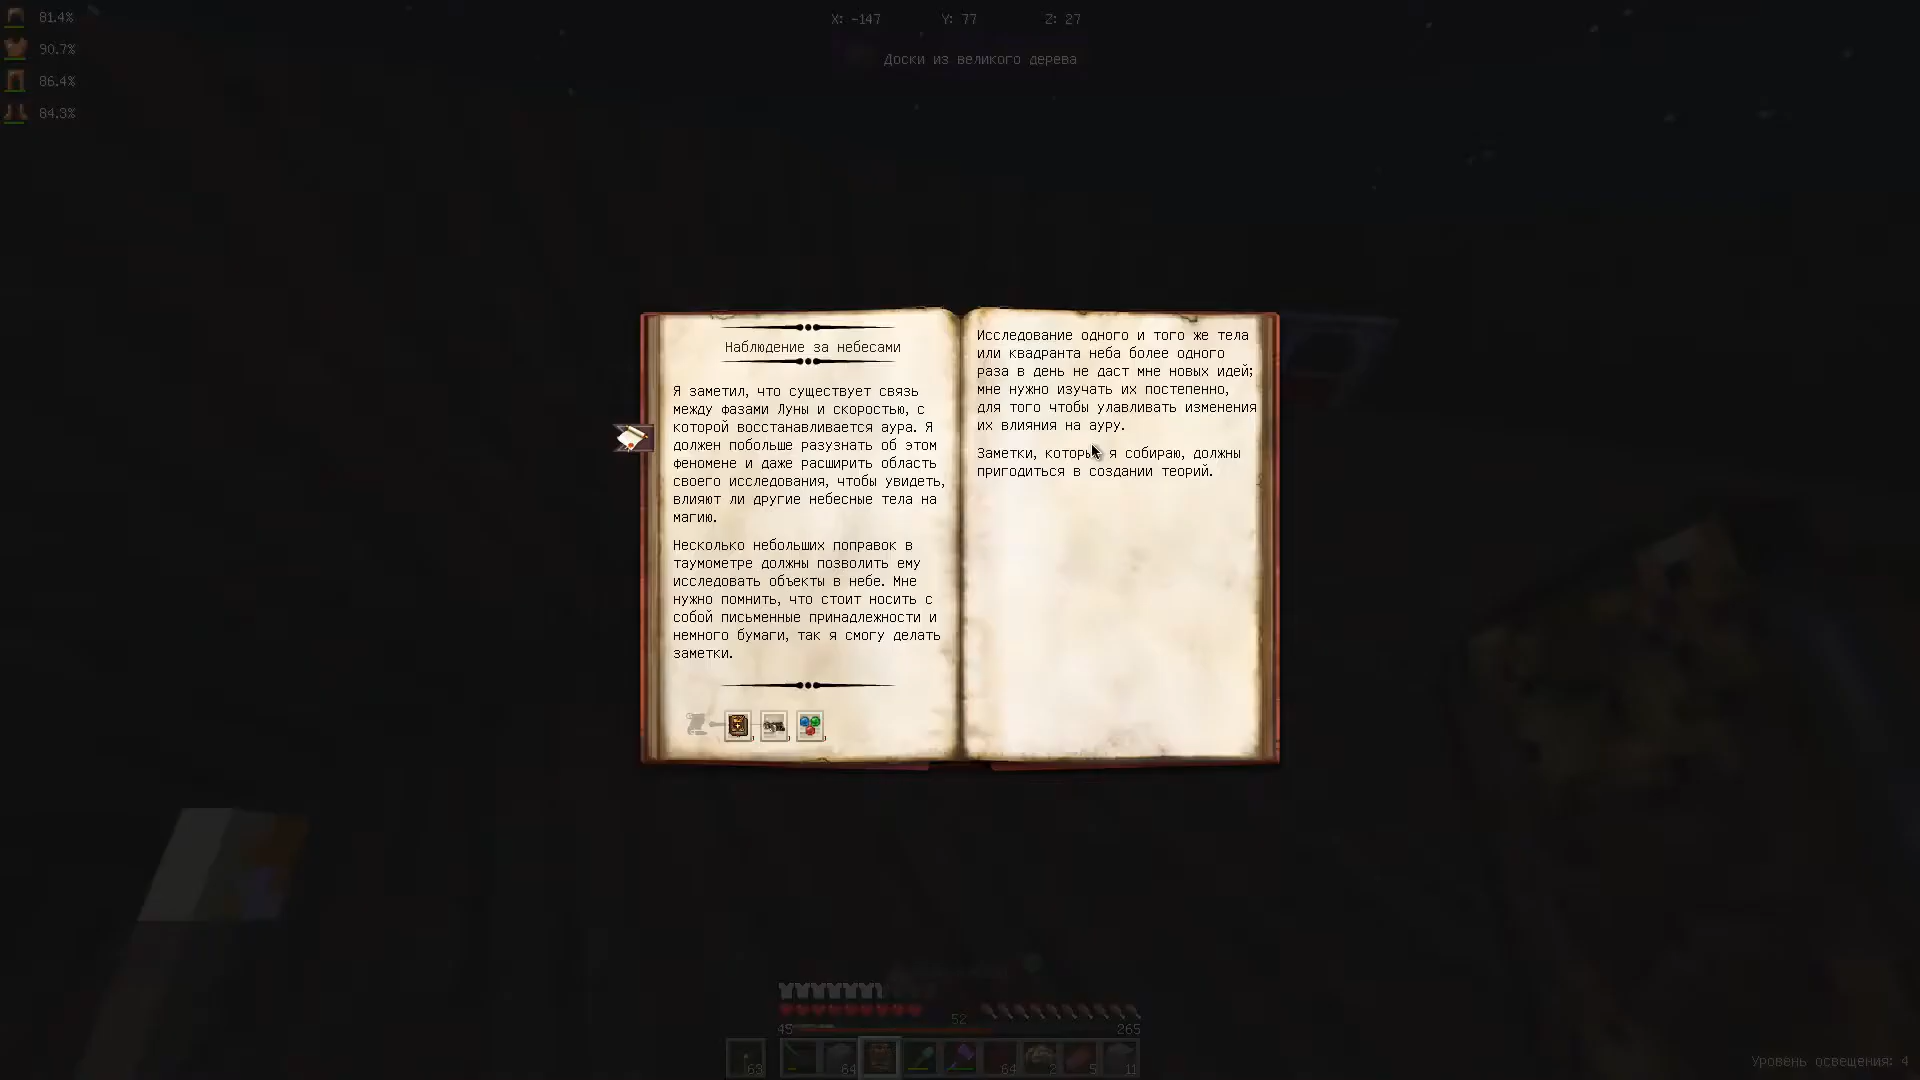 81.4%
90.7%
86.4%
84.3%
X: -147 Y: 77 Z: 27
Доски из великого дерева
Наблюдение за небесами
Я заметил, что существует связь
между фазами Луны и скоростью, с
которой восстанавливается аура. Я
должен побольше разузнать об этом
феномене и даже расширить область
своего исследования, чтобы увидеть,
влияют ли другие небесные тела на
магию.
Несколько небольших поправок в
таумометре должны позволить ему
исследовать объекты в небе. Мне
нужно помнить, что стоит носить с
собой письменные принадлежности и
немного бумаги, так я смогу делать
заметки.
Исследование одного и того же тела
или квадранта неба более одного
раза в день не даст мне новых идей;
мне нужно изучать их постепенно,
для того чтобы улавливать изменения
их влияния на ауру.
Заметки, которые я собираю, должны
пригодиться в создании теорий.
45 52 265
65 64 64 2 5 11
Уровень освещения: 4